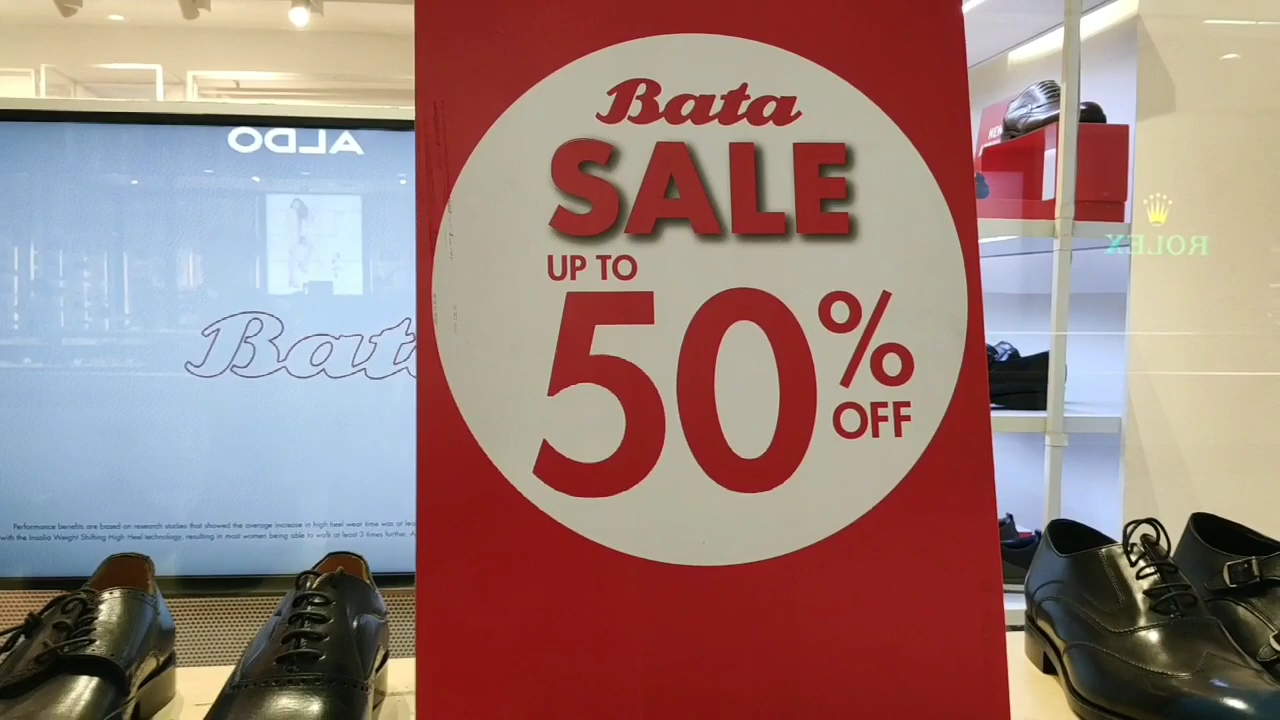 ALDO
Bata
SALE
UP TO
50%
OFF
NEW
ROLEX
Bat
Performance benefits are based on research studies that showed the average increase in high heel wear time was at
with the Insolia Weight Shifting High Heel technology, resulting in most women being able to walk at least 3 times further.